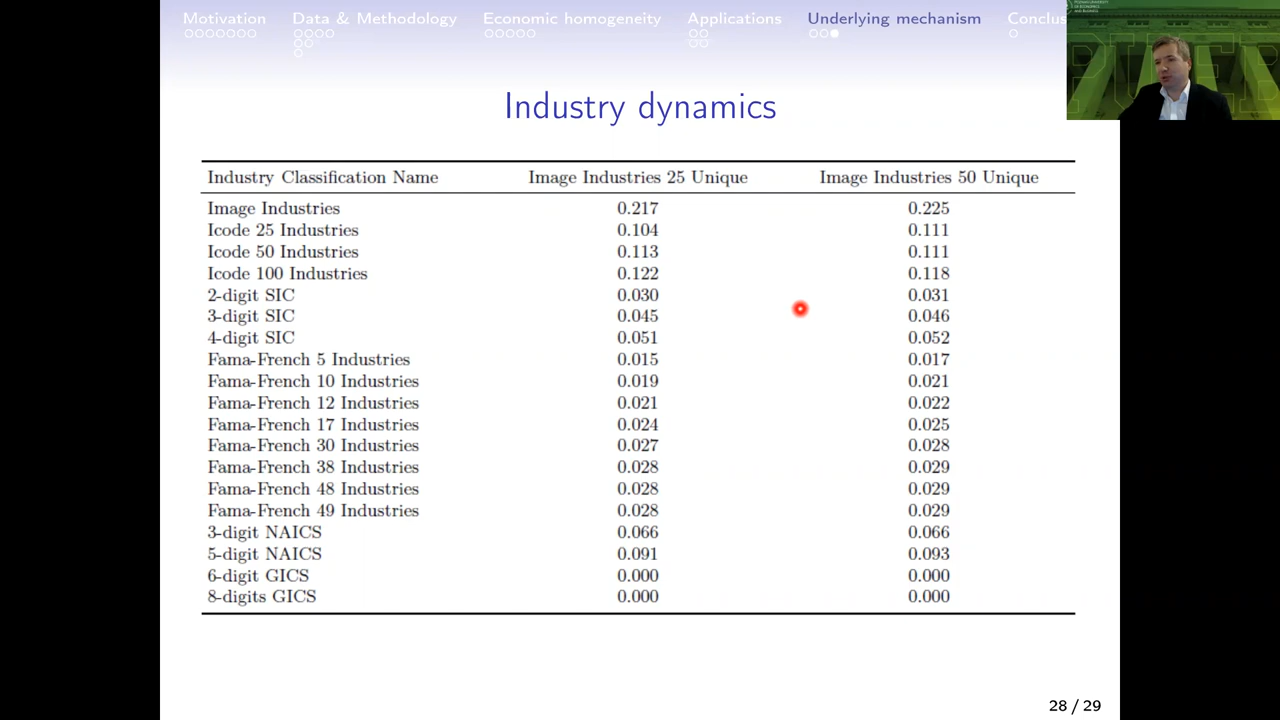 Motivation Data & Methodology Economic homogeneity Applications Underlying mechanism Conclus
Industry dynamics
Industry Classification Name Image Industries 25 Unique Image Industries 50 Unique
Image Industries 0.217 0.225
Icode 25 Industries 0.104 0.111
Icode 50 Industries 0.113 0.111
Icode 100 Industries 0.122 0.118
2-digit SIC 0.030 0.031
3-digit SIC 0.045 0.046
4-digit SIC 0.051 0.052
Fama-French 5 Industries 0.015 0.017
Fama-French 10 Industries 0.019 0.021
Fama-French 12 Industries 0.021 0.022
Fama-French 17 Industries 0.024 0.025
Fama-French 30 Industries 0.027 0.028
Fama-French 38 Industries 0.028 0.029
Fama-French 48 Industries 0.028 0.029
Fama-French 49 Industries 0.028 0.029
3-digit NAICS 0.066 0.066
5-digit NAICS 0.091 0.093
6-digit GICS 0.000 0.000
8-digits GICS 0.000 0.000
28 / 29